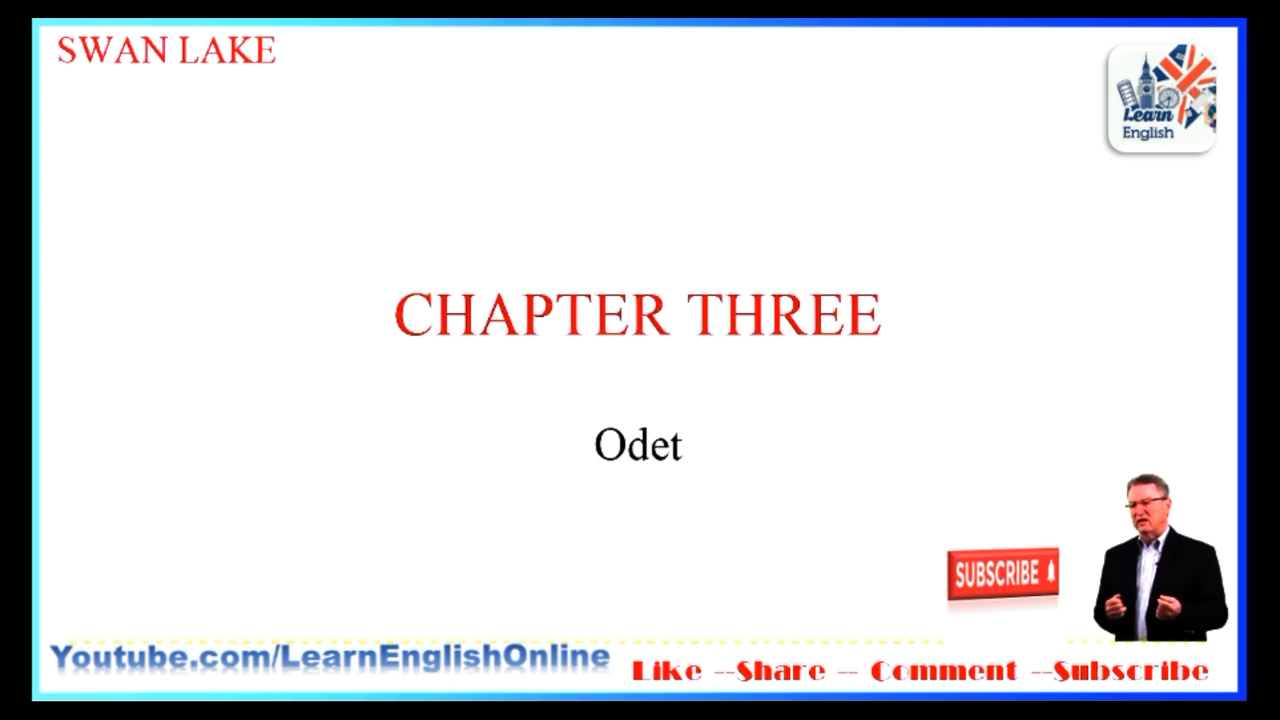 SWAN LAKE
Learn
English
CHAPTER THREE
Odet
SUBSCRIBE
Youtube.com/LearnEnglishOnline
Like --Share -- Comment --Subscribe